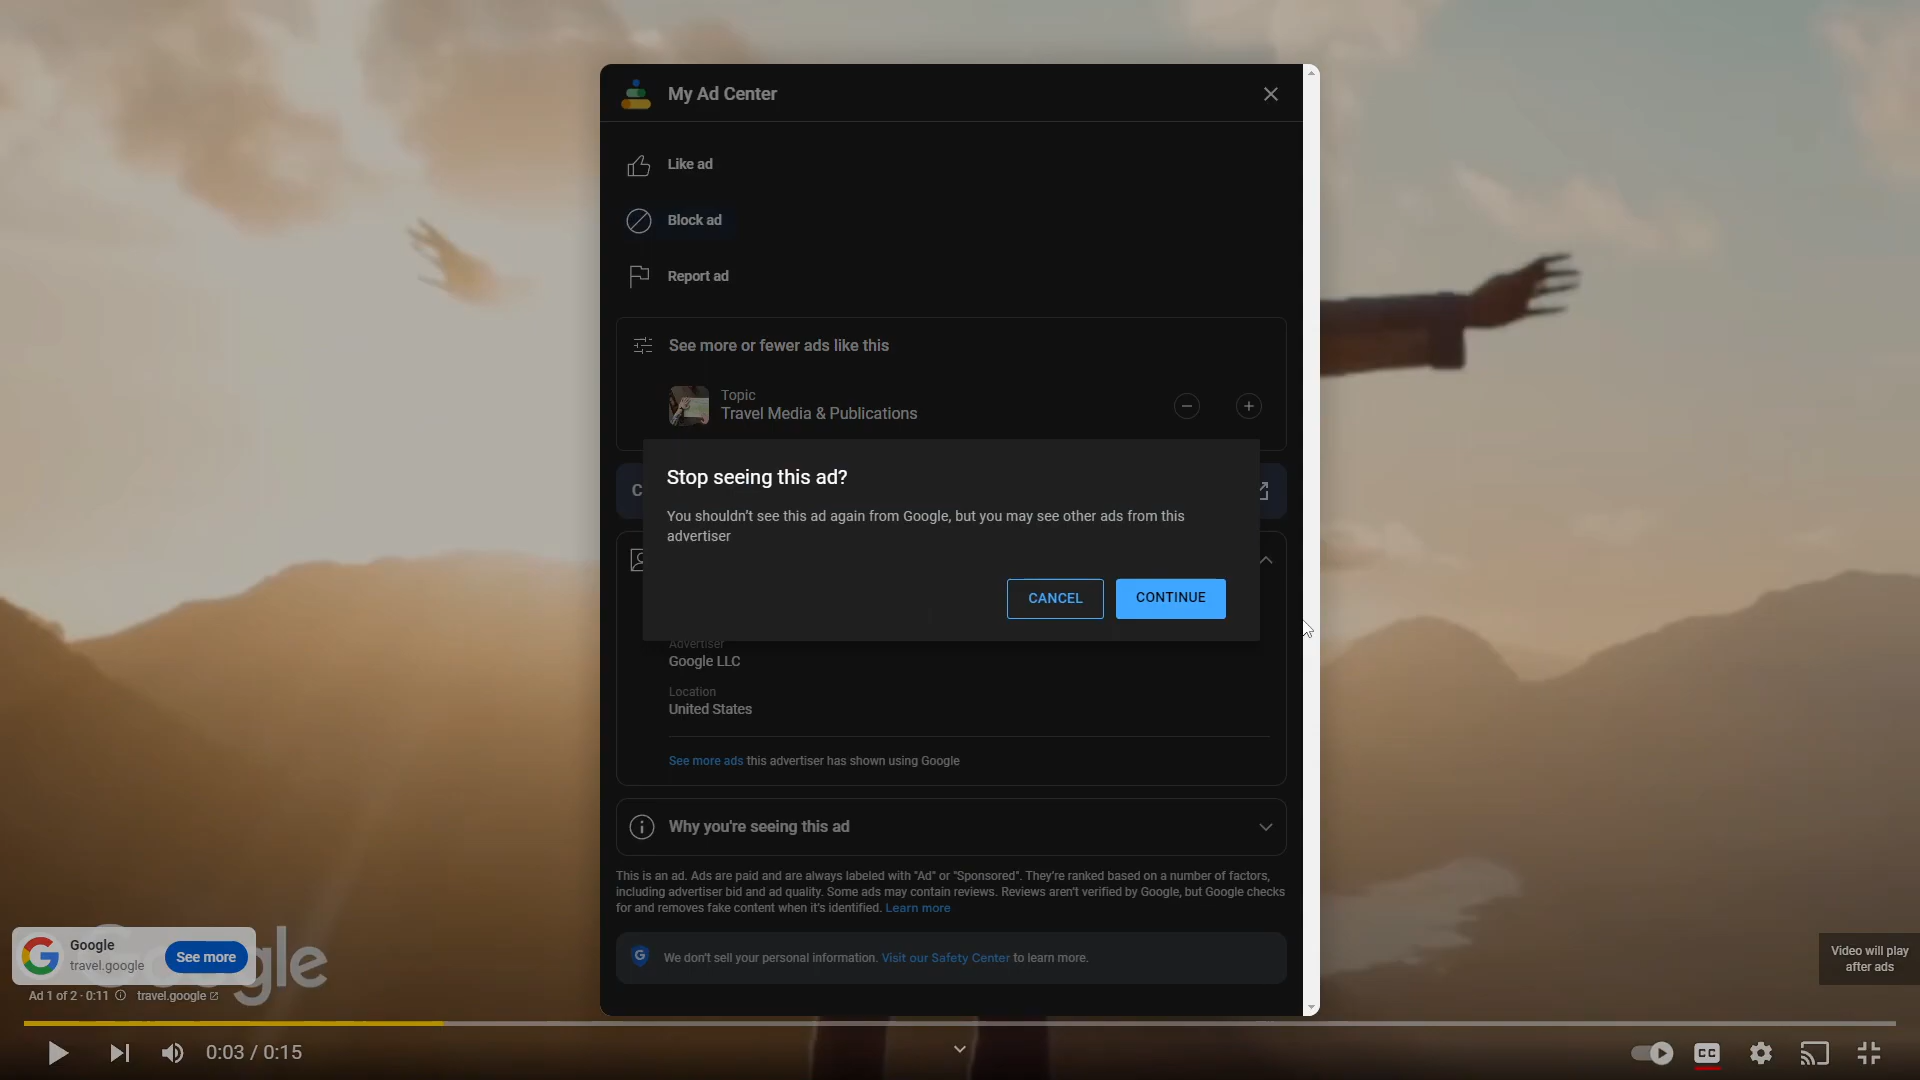 My Ad Center
Like ad
Block ad
Report ad
See more or fewer ads like this
Topic
Travel Media & Publications
Stop seeing this ad?
You shouldn't see this ad again from Google, but you may see other ads from this
advertiser
CANCEL
CONTINUE
Advertiser
Google LLC
Location
United States
See more ads this advertiser has shown using Google
Why you're seeing this ad
This is an ad. Ads are paid and are always labeled with "Ad" or "Sponsored". They're ranked based on a number of factors,
including advertiser bid and ad quality. Some ads may contain reviews. Reviews aren't verified by Google, but Google checks
for and removes fake content when it's identified. Learn more
We don't sell your personal information. Visit our Safety Center to learn more.
Google
travel.google
See more
Google
Ad 1 of 2 · 0:11
travel.google
Video will play
after ads
0:03 / 0:15
CC